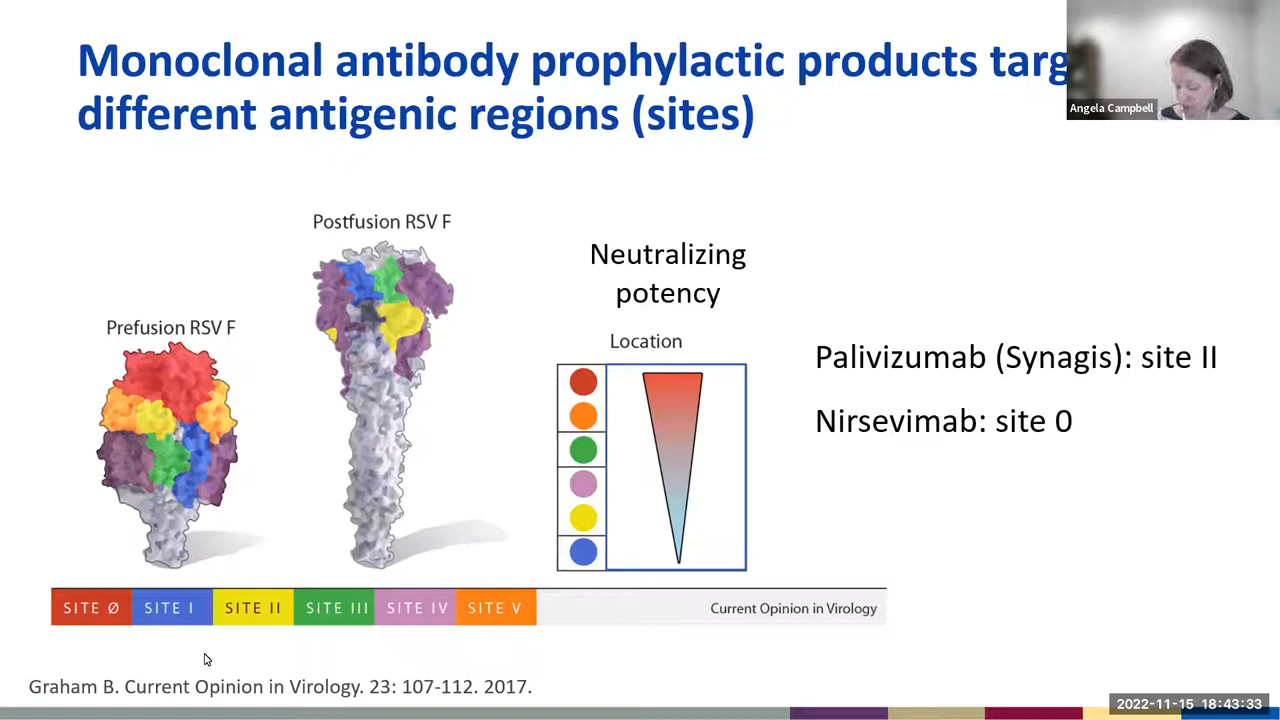 Monoclonal antibody prophylactic products targ
different antigenic regions (sites)
Angela Campbell
Postfusion RSV F
Prefusion RSV F
Neutralizing
potency
Location
Palivizumab (Synagis): site II
Nirsevimab: site 0
SITE Ø SITE I SITE II SITE III SITE IV SITE V
Current Opinion in Virology
Graham B. Current Opinion in Virology. 23: 107-112. 2017.
2022-11-15 18:43:33